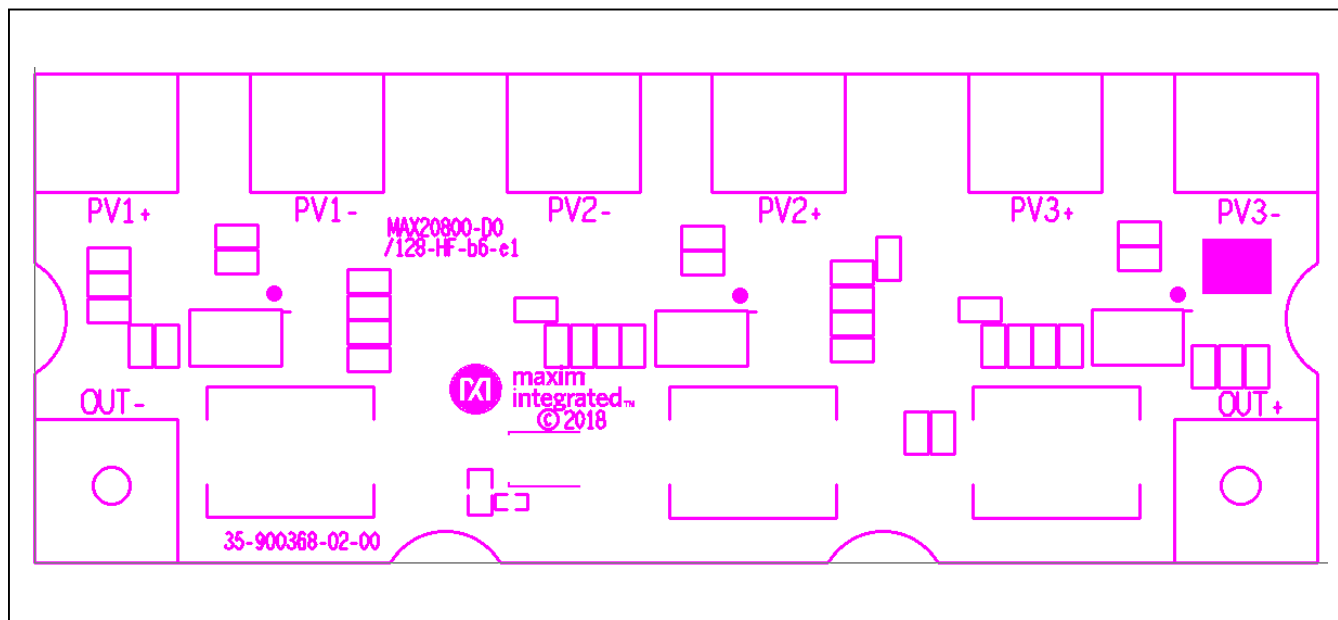 PV1+
PV1-
PV2-
PV2+
PV3+
PV3-
MAX20800-D0
/128-HF-b6-e1
maxim
integrated™
© 2018
OUT-
OUT+
35-900368-02-00